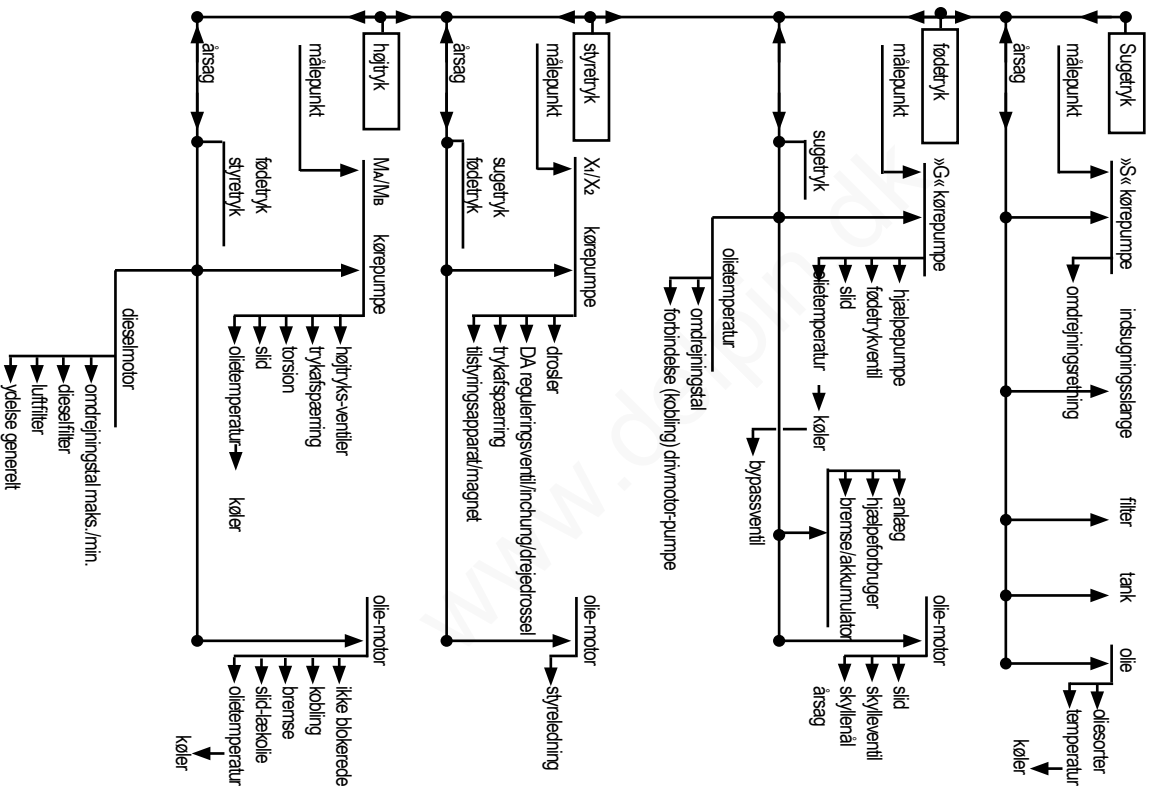 Sugetryk
målepunkt
årsag
»S« kørepumpe
omdrejningsretning
indsugningsslange
filter
tank
olie
oliesorter
temperatur
køler
fødetryk
målepunkt
sugetryk
»G« kørepumpe
hjælpepumpe
fødetrykventil
slid
olietemperatur
køler
bypassventil
olietemperatur
omdrejningstal
forbindelse (kobling) drivmotor-pumpe
anlæg
hjælpeforbruger
bremse/akkumulator
olie-motor
slid
skylleventil
skyllenål
årsag
styretryk
målepunkt
årsag
X1/X2 kørepumpe
sugetryk
fødetryk
drosler
DA reguleringsventil/inchung/drejedrossel
trykafspærring
tilstyringsapparat/magnet
olie-motor
styreledning
højtryk
målepunkt
årsag
MA/MB kørepumpe
fødetryk
styretryk
højtryks-ventiler
trykafspærring
torsion
slid
olietemperatur
køler
dieselmotor
omdrejningstal maks./min.
dieselfilter
luftfilter
ydelse generelt
olie-motor
ikke blokerede
kobling
bremse
slid-lækolie
olietemperatur
køler